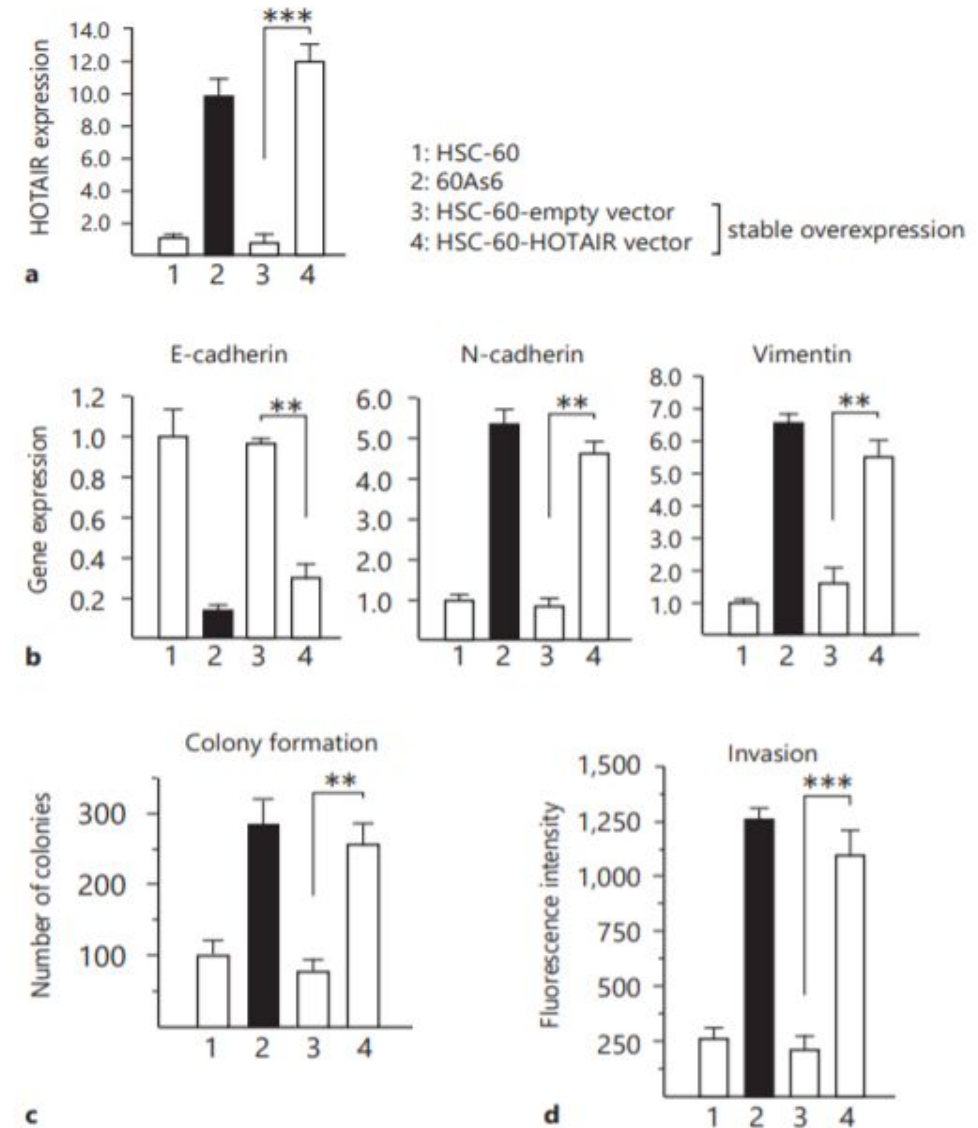 ***
14.0
12.0
10.0
8.0
6.0
4.0
2.0
HOTAIR expression
1 2 3 4
a
1: HSC-60
2: 60As6
3: HSC-60-empty vector
4: HSC-60-HOTAIR vector
stable overexpression
E-cadherin
**
1.2
1.0
0.8
0.6
0.4
0.2
Gene expression
1 2 3 4
N-cadherin
**
6.0
5.0
4.0
3.0
2.0
1.0
1 2 3 4
Vimentin
**
8.0
7.0
6.0
5.0
4.0
3.0
2.0
1.0
1 2 3 4
b
Colony formation
**
300
200
100
Number of colonies
1 2 3 4
c
Invasion
***
1,500
1,250
1,000
750
500
250
Fluorescence intensity
1 2 3 4
d